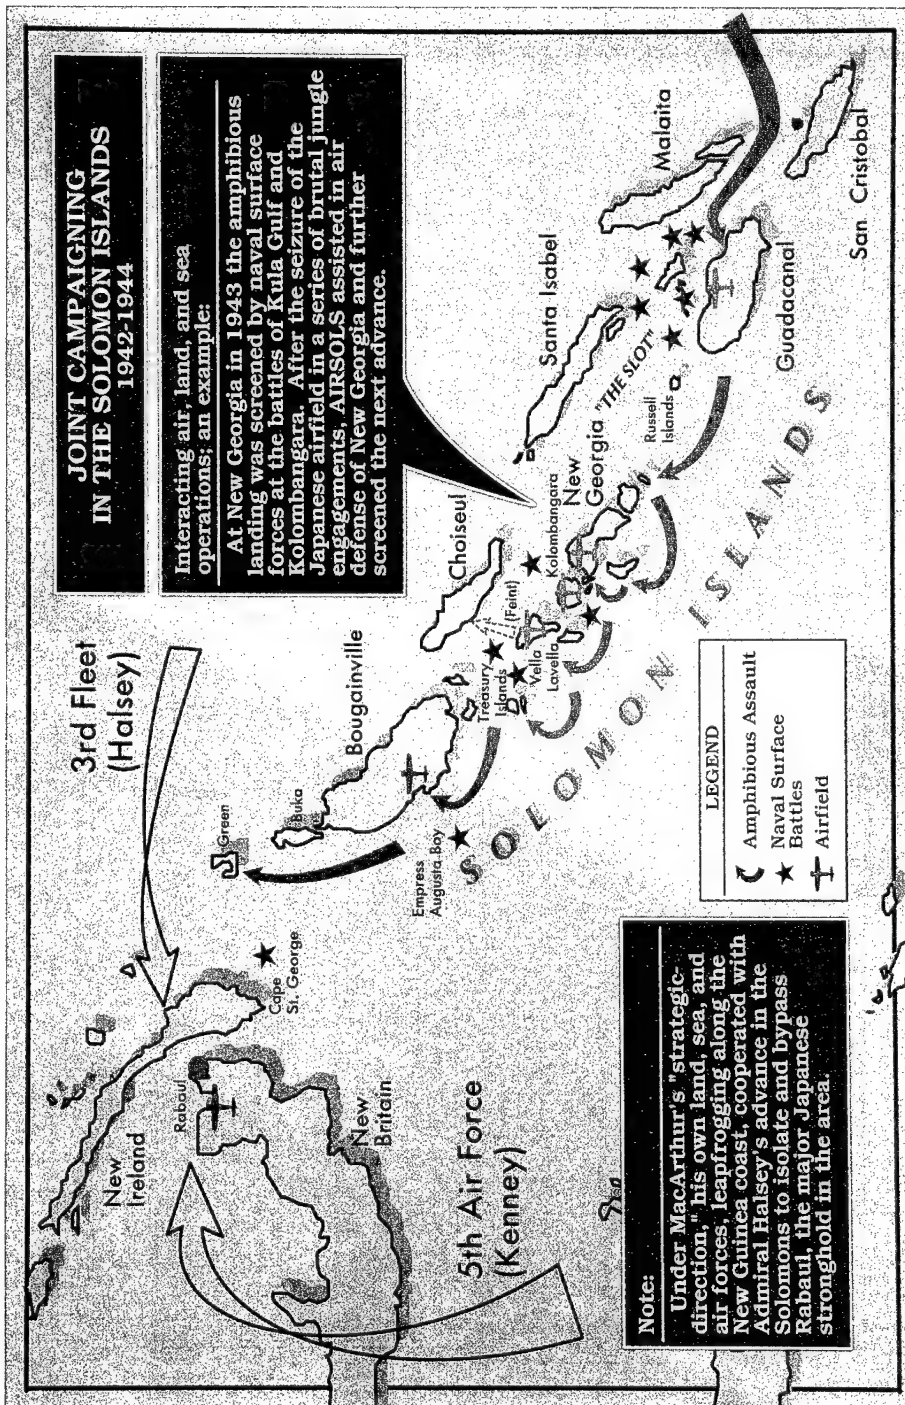 JOINT CAMPAIGNING
IN THE SOLOMON ISLANDS
1942-1944
Interacting air, land, and sea
operations; an example:
At New Georgia in 1943 the amphibious
landing was screened by naval surface
forces at the battles of Kula Gulf and
Kolombangara. After the seizure of the
Japanese airfield in a series of brutal jungle
engagements, AIRSOLS assisted in air
defense of New Georgia and further
screened the next advance.
3rd Fleet
(Halsey)
New
Ireland
Rabaul
Cape
St. George
Green
Buka
Bougainville
Choiseul
Santa Isabel
Malaita
New
Britain
5th Air Force
(Kenney)
Empress
Augusta Bay
Treasury
Islands
(Feint)
Vella
Lavella
Kolombangara
New
Georgia
"THE SLOT"
Russell
Islands
Guadacanal
San Cristobal
SOLOMON ISLANDS
Note:
Under MacArthur's "strategic
direction," his own land, sea, and
air forces, leapfrogging along the
New Guinea coast, cooperated with
Admiral Halsey's advance in the
Solomons to isolate and bypass
Rabaul, the major Japanese
stronghold in the area.
LEGEND
Amphibious Assault
Naval Surface
Battles
Airfield